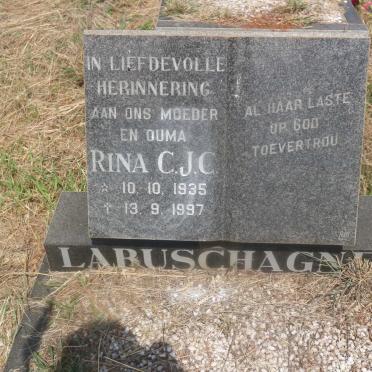 IN LIEFDEVOLLE
HERINNERING
AAN ONS MOEDER
EN OUMA
RINA C.J.C.
☆ 10.10.1935
† 13.9.1997
AL HAAR LASTE
OP GOD
TOEVERTROU
LABUSCHAGNE